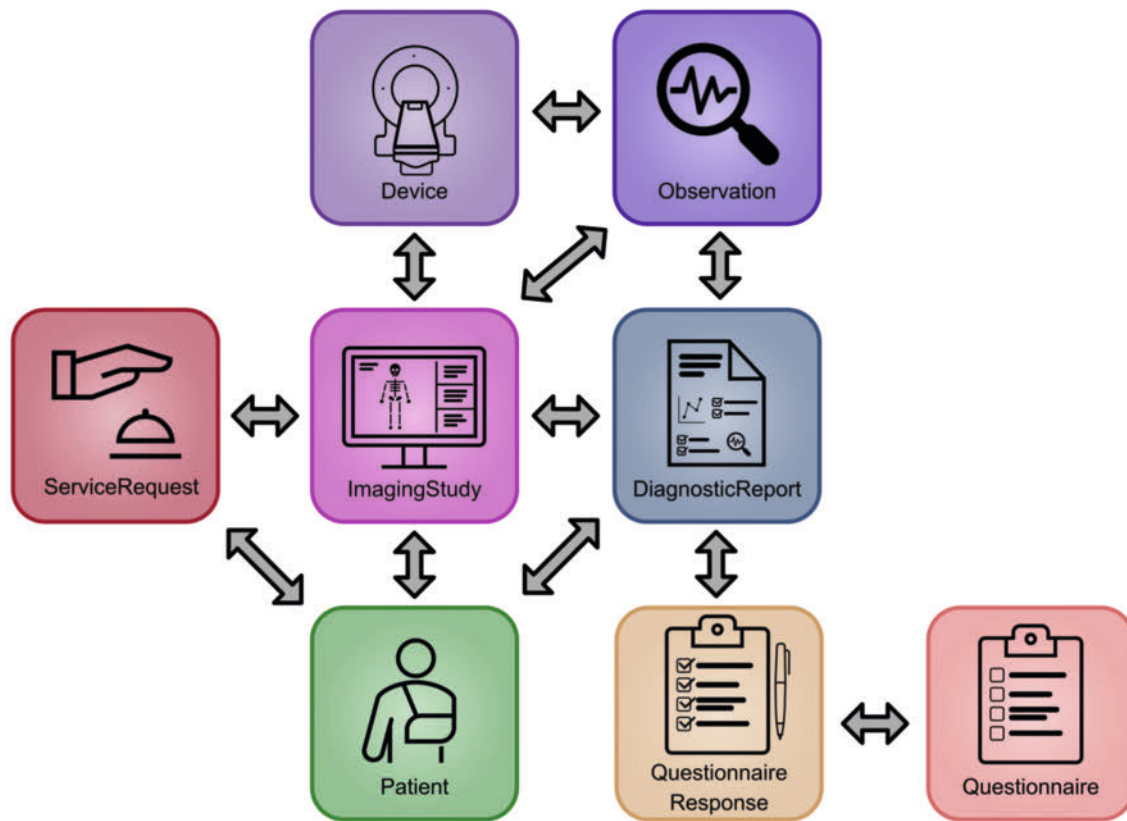 Device
Observation
ServiceRequest
ImagingStudy
DiagnosticReport
Patient
Questionnaire
Response
Questionnaire